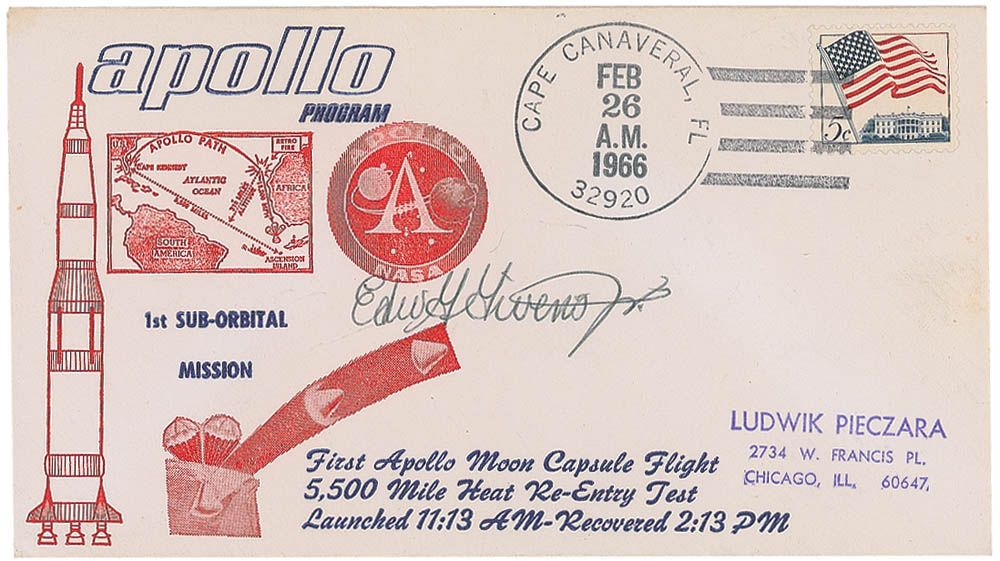 apollo
PROGRAM
CAPE CANAVERAL, FL
FEB
26
A.M.
1966
32920
5c
U.S.
APOLLO PATH
RETRO FIRE
CAPE KENNEDY
ATLANTIC
OCEAN
AFRICA
SOUTH
AMERICA
ASCENSION
ISLAND
APOLLO
A
NASA
Edw G Givens Jr.
1st SUB-ORBITAL
MISSION
LUDWIK PIECZARA
2734 W. FRANCIS PL.
CHICAGO, ILL. 60647,
First Apollo Moon Capsule Flight
5,500 Mile Heat Re-Entry Test
Launched 11:13 AM-Recovered 2:13 PM